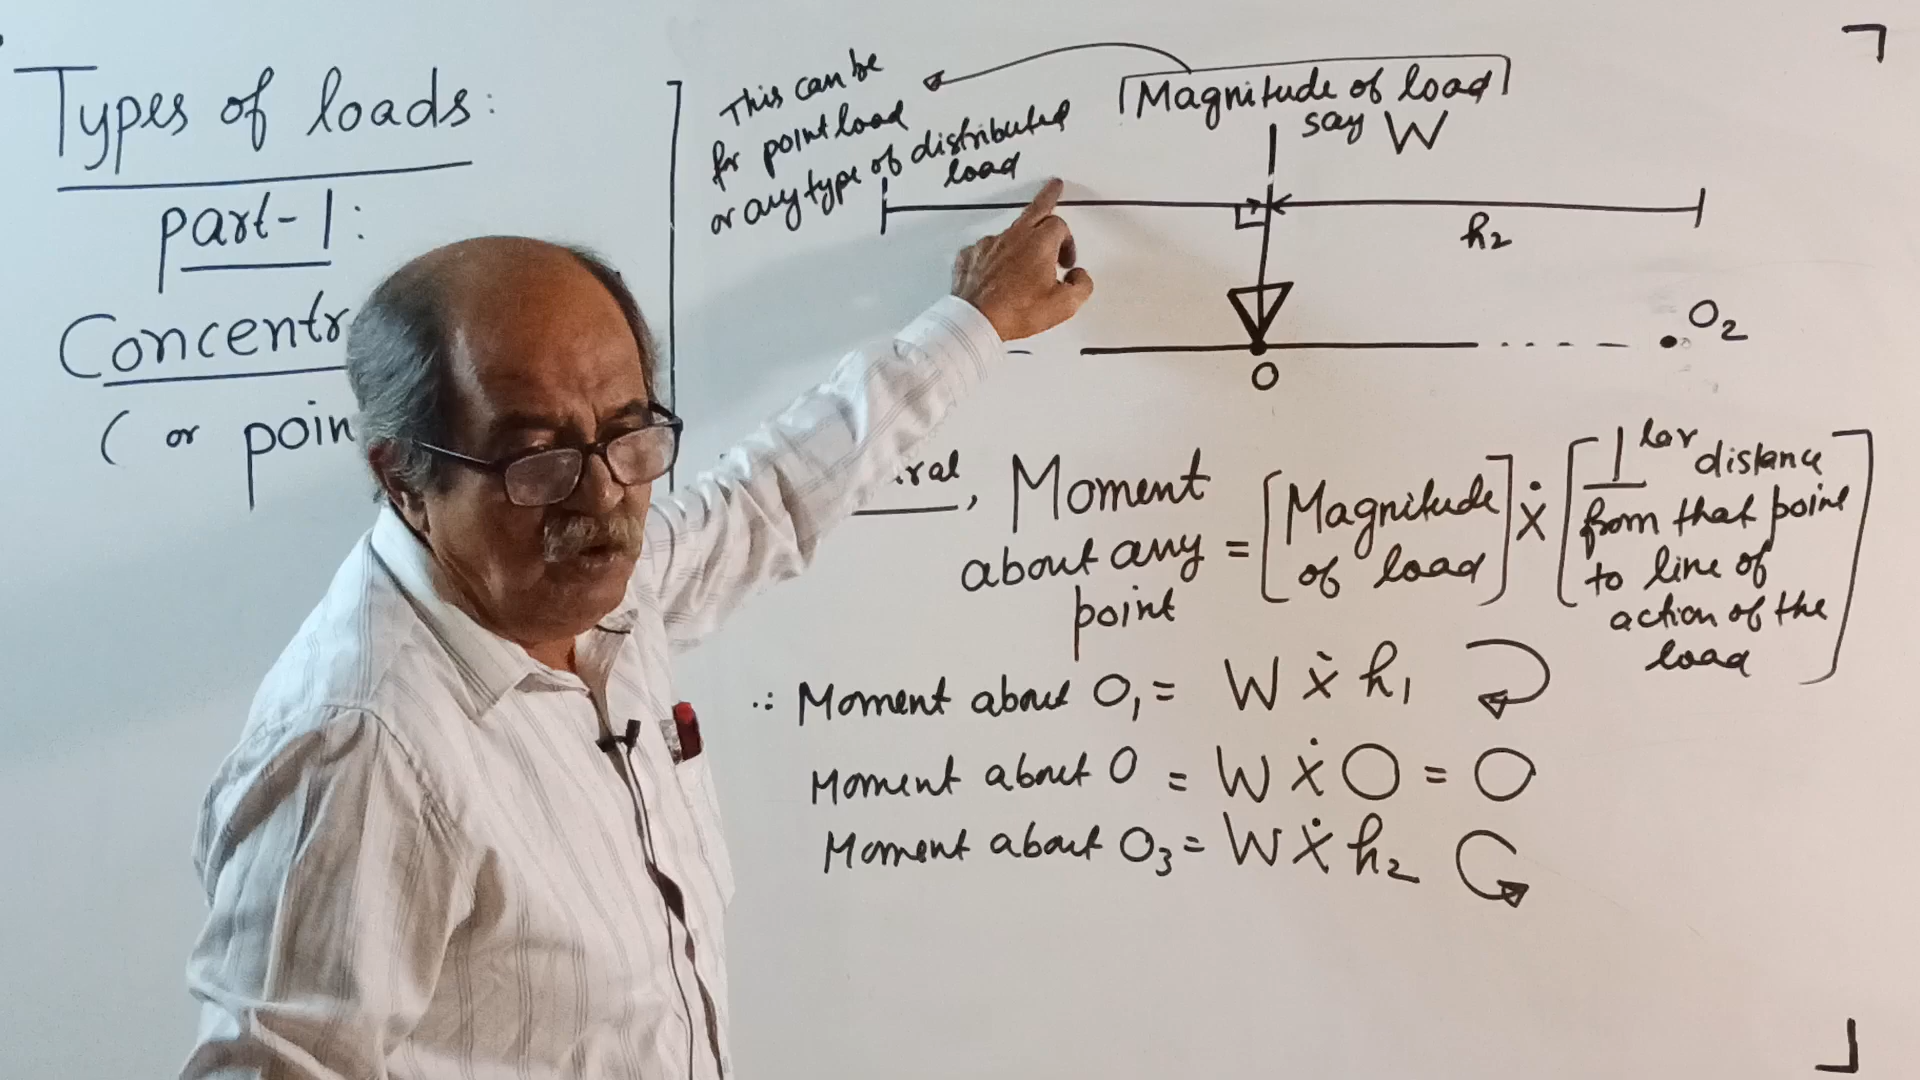 Types of loads:
part-1:
Concentr
( or poin
This can be
for point load
or any type of distributed
load
Magnitude of load
say W
h2
O2
O
ral, Moment
about any
point
= [Magnitude
of load]
× [⊥lar distance
from that point
to line of
action of the
load]
∴ Moment about O1 = W × h1
Moment about O = W × O = O
Moment about O3 = W × h2